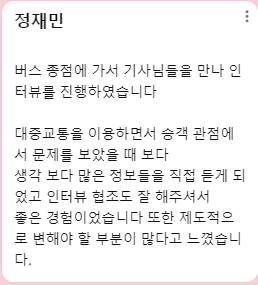 정재민
버스 종점에 가서 기사님들을 만나 인
터뷰를 진행하였습니다
대중교통을 이용하면서 승객 관점에
서 문제를 보았을 때 보다
생각 보다 많은 정보들을 직접 듣게 되
었고 인터뷰 협조도 잘 해주셔서
좋은 경험이었습니다 또한 제도적으
로 변해야 할 부분이 많다고 느꼈습니
다.